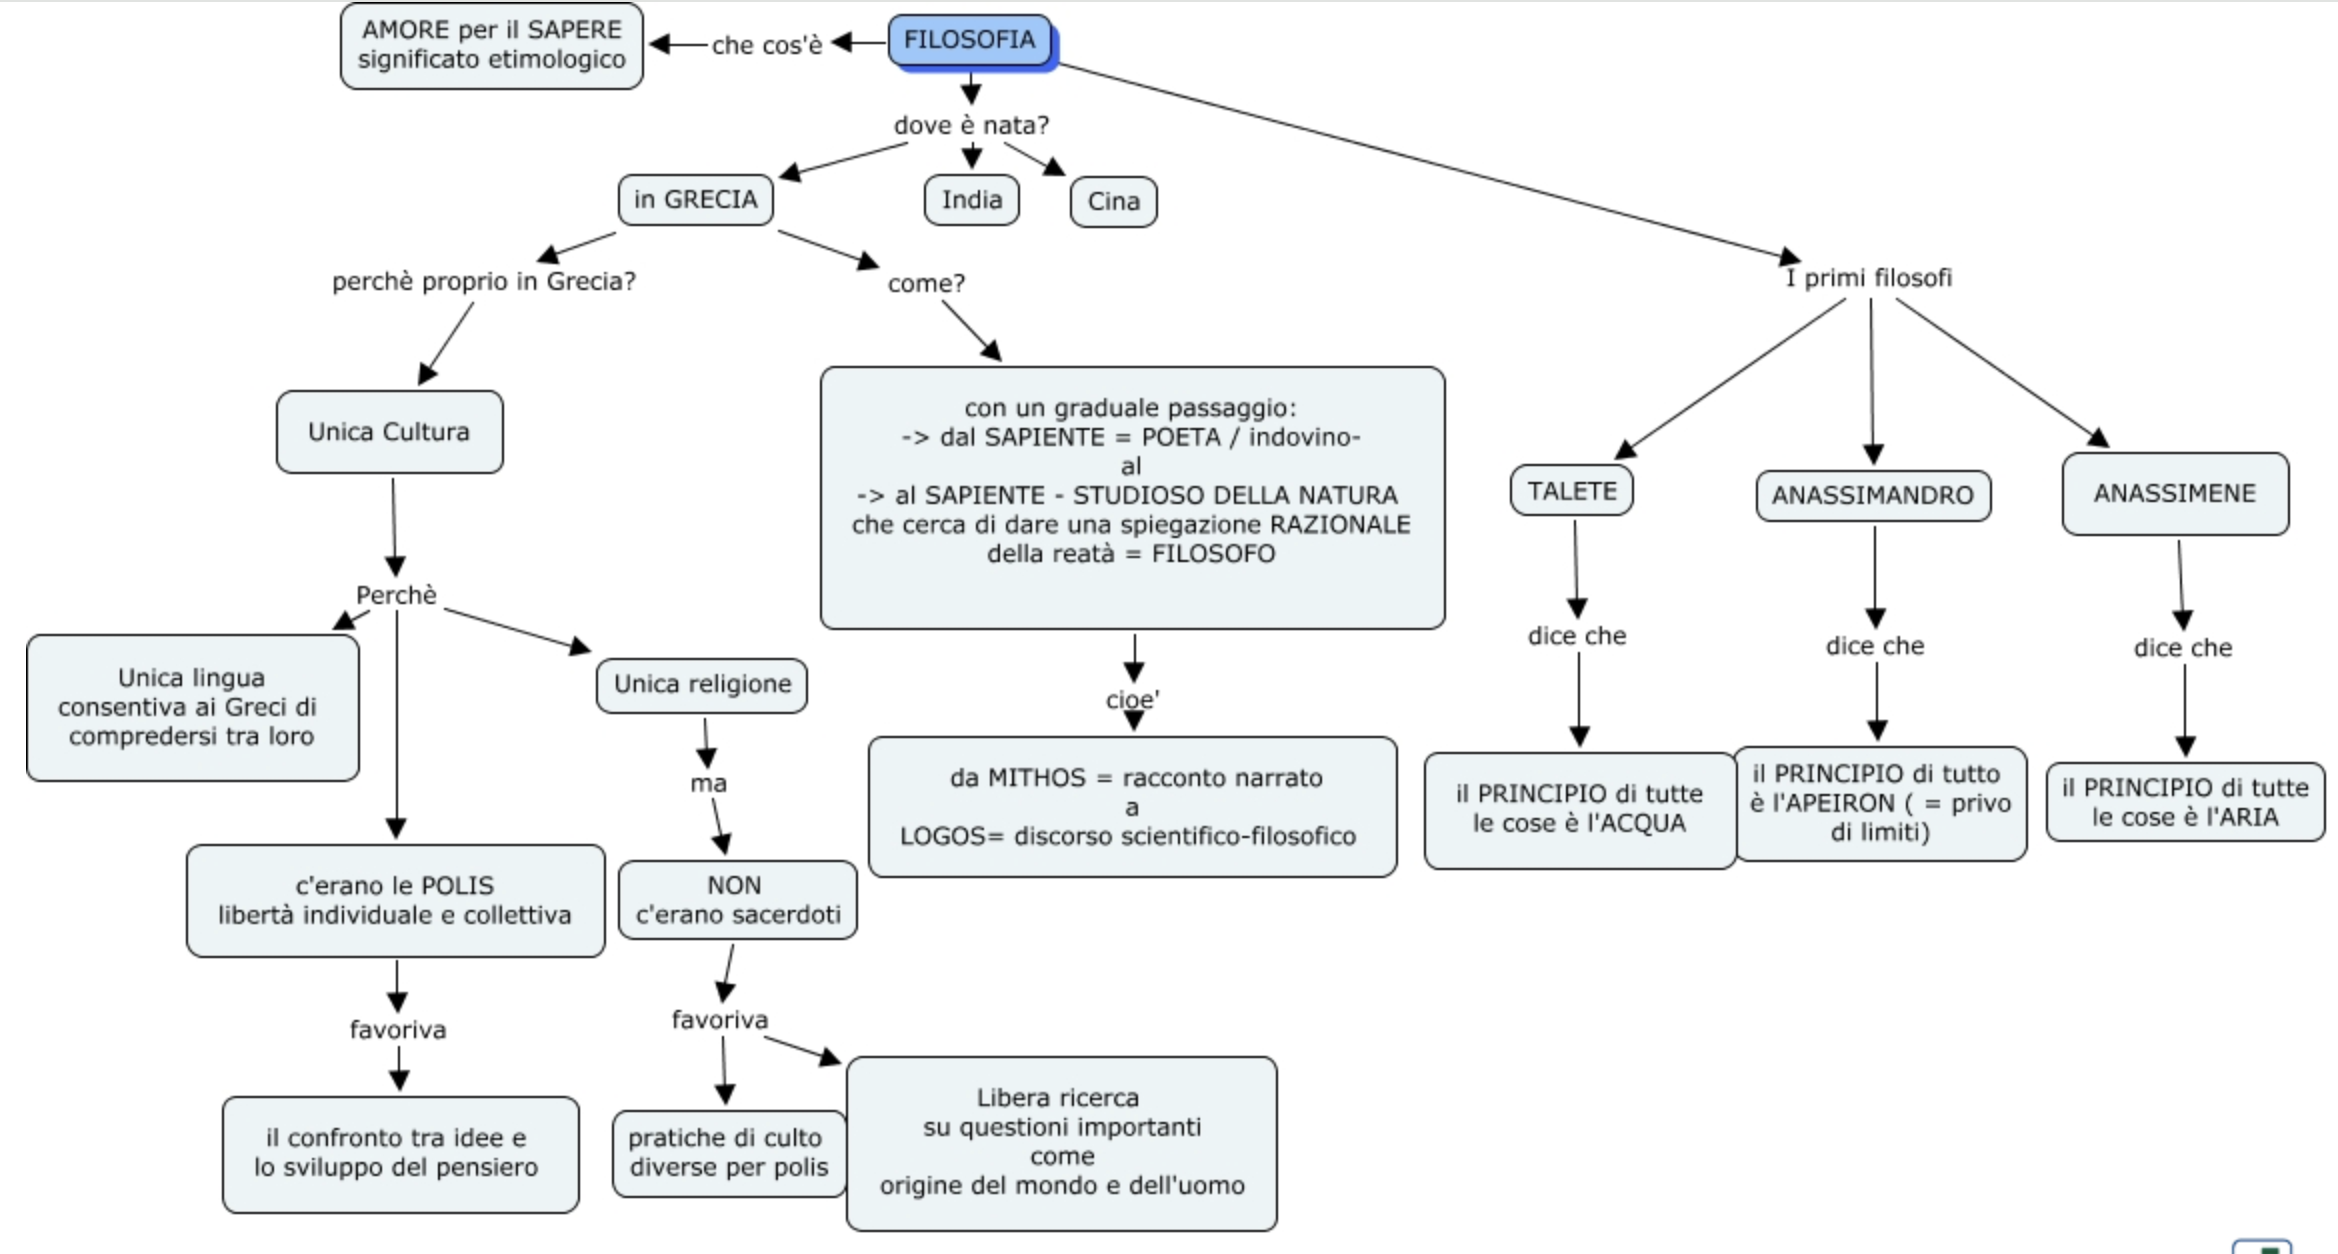 AMORE per il SAPERE
significato etimologico
che cos'è
FILOSOFIA
dove è nata?
in GRECIA
India
Cina
perchè proprio in Grecia?
come?
I primi filosofi
Unica Cultura
con un graduale passaggio:
-> dal SAPIENTE = POETA / indovino-
al
-> al SAPIENTE - STUDIOSO DELLA NATURA
che cerca di dare una spiegazione RAZIONALE
della reatà = FILOSOFO
TALETE
ANASSIMANDRO
ANASSIMENE
Perchè
dice che
dice che
dice che
Unica lingua
consentiva ai Greci di
compredersi tra loro
Unica religione
cioe'
ma
da MITHOS = racconto narrato
a
LOGOS= discorso scientifico-filosofico
il PRINCIPIO di tutte
le cose è l'ACQUA
il PRINCIPIO di tutto
è l'APEIRON ( = privo
di limiti)
il PRINCIPIO di tutte
le cose è l'ARIA
c'erano le POLIS
libertà individuale e collettiva
NON
c'erano sacerdoti
favoriva
favoriva
il confronto tra idee e
lo sviluppo del pensiero
pratiche di culto
diverse per polis
Libera ricerca
su questioni importanti
come
origine del mondo e dell'uomo